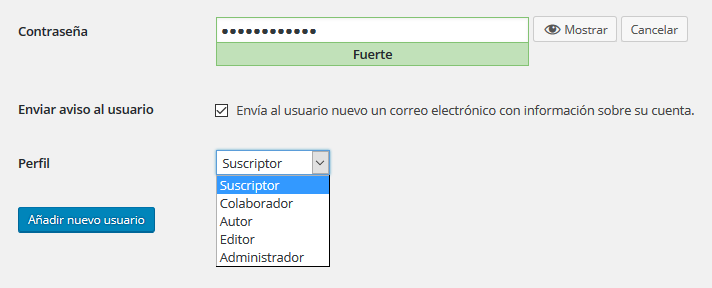 Contraseña
●●●●●●●●●●●●
Mostrar
Cancelar
Fuerte
Enviar aviso al usuario
Envía al usuario nuevo un correo electrónico con información sobre su cuenta.
Perfil
Suscriptor
Suscriptor
Colaborador
Autor
Editor
Administrador
Añadir nuevo usuario